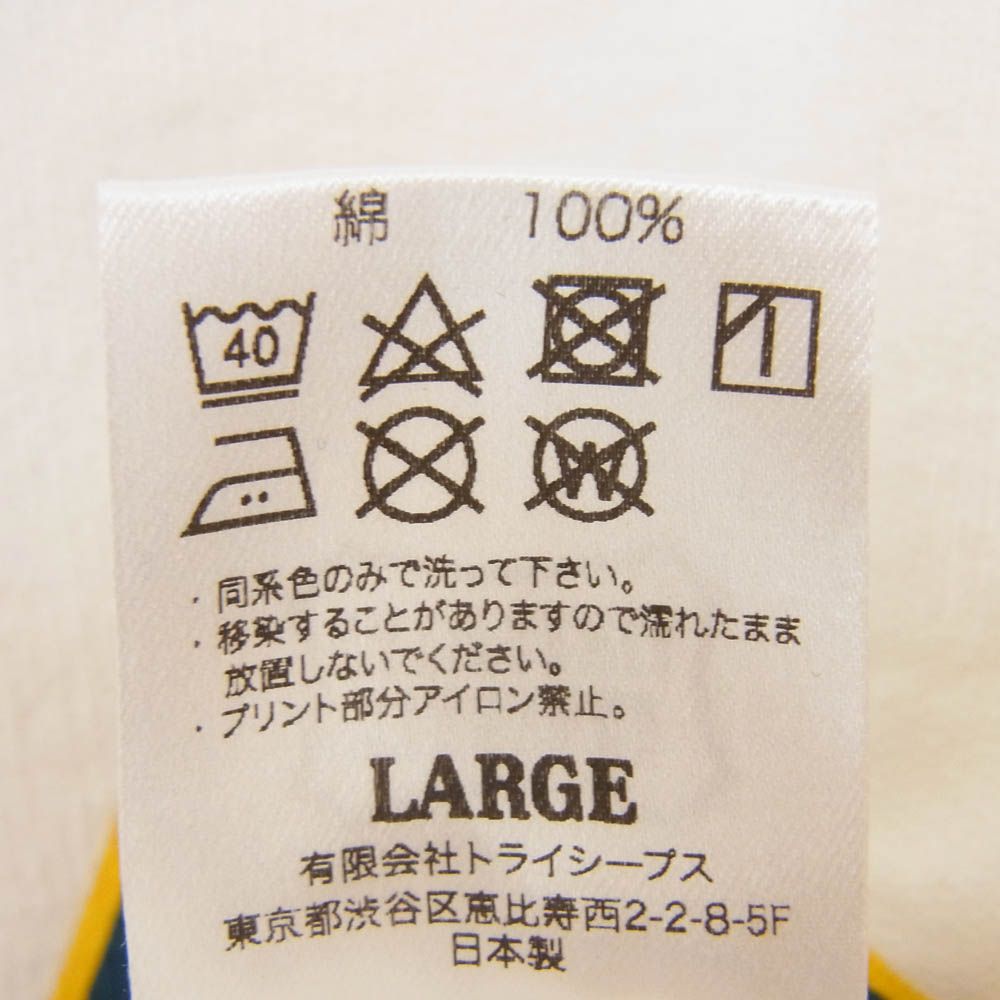 綿 100%
40
W
・同系色のみで洗って下さい。
・移染することがありますので濡れたまま
放置しないでください。
・プリント部分アイロン禁止。
LARGE
有限会社トライシープス
東京都渋谷区恵比寿西2-2-8-5F
日本製